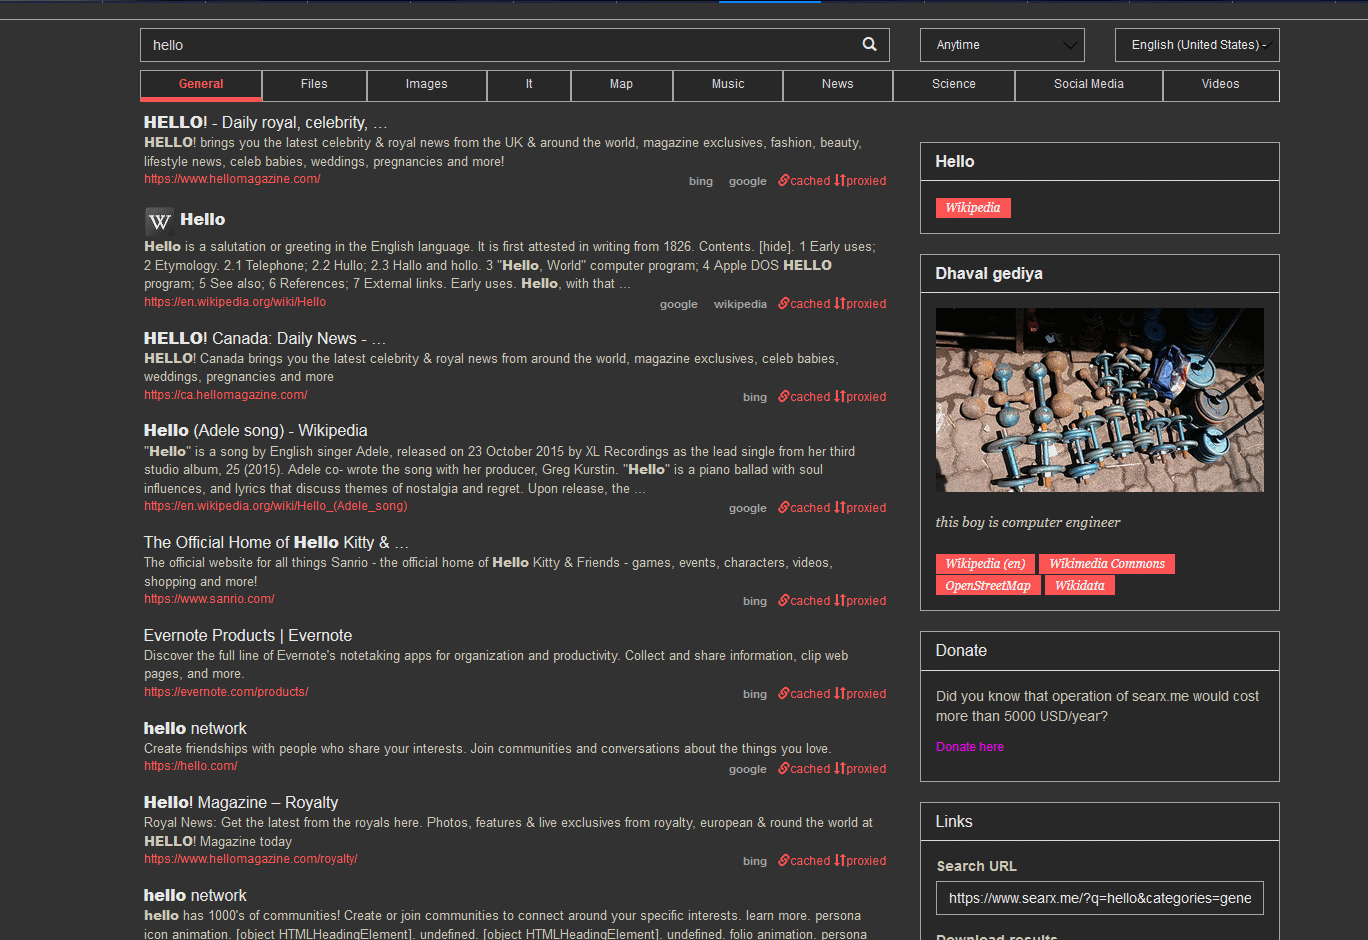 hello
Anytime
English (United States) -
General
Files
Images
It
Map
Music
News
Science
Social Media
Videos
HELLO! - Daily royal, celebrity, …
HELLO! brings you the latest celebrity & royal news from the UK & around the world, magazine exclusives, fashion, beauty,
lifestyle news, celeb babies, weddings, pregnancies and more!
https://www.hellomagazine.com/
bing google cached proxied
W Hello
Hello is a salutation or greeting in the English language. It is first attested in writing from 1826. Contents. [hide]. 1 Early uses;
2 Etymology. 2.1 Telephone; 2.2 Hullo; 2.3 Hallo and hollo. 3 "Hello, World" computer program; 4 Apple DOS HELLO
program; 5 See also; 6 References; 7 External links. Early uses. Hello, with that ...
https://en.wikipedia.org/wiki/Hello
google wikipedia cached proxied
HELLO! Canada: Daily News - …
HELLO! Canada brings you the latest celebrity & royal news from around the world, magazine exclusives, celeb babies,
weddings, pregnancies and more
https://ca.hellomagazine.com/
bing cached proxied
Hello (Adele song) - Wikipedia
"Hello" is a song by English singer Adele, released on 23 October 2015 by XL Recordings as the lead single from her third
studio album, 25 (2015). Adele co- wrote the song with her producer, Greg Kurstin. "Hello" is a piano ballad with soul
influences, and lyrics that discuss themes of nostalgia and regret. Upon release, the ...
https://en.wikipedia.org/wiki/Hello_(Adele_song)
google cached proxied
The Official Home of Hello Kitty & …
The official website for all things Sanrio - the official home of Hello Kitty & Friends - games, events, characters, videos,
shopping and more!
https://www.sanrio.com/
bing cached proxied
Evernote Products | Evernote
Discover the full line of Evernote's notetaking apps for organization and productivity. Collect and share information, clip web
pages, and more.
https://evernote.com/products/
bing cached proxied
hello network
Create friendships with people who share your interests. Join communities and conversations about the things you love.
https://hello.com/
google cached proxied
Hello! Magazine – Royalty
Royal News: Get the latest from the royals here. Photos, features & live exclusives from royalty, european & round the world at
HELLO! Magazine today
https://www.hellomagazine.com/royalty/
bing cached proxied
hello network
hello has 1000's of communities! Create or join communities to connect around your specific interests. learn more. persona
icon animation. [object HTMLHeadingElement]. undefined. [object HTMLHeadingElement]. undefined. folio animation. persona
Hello
Wikipedia
Dhaval gediya
this boy is computer engineer
Wikipedia (en) Wikimedia Commons
OpenStreetMap Wikidata
Donate
Did you know that operation of searx.me would cost
more than 5000 USD/year?
Donate here
Links
Search URL
https://www.searx.me/?q=hello&categories=gene
Download results